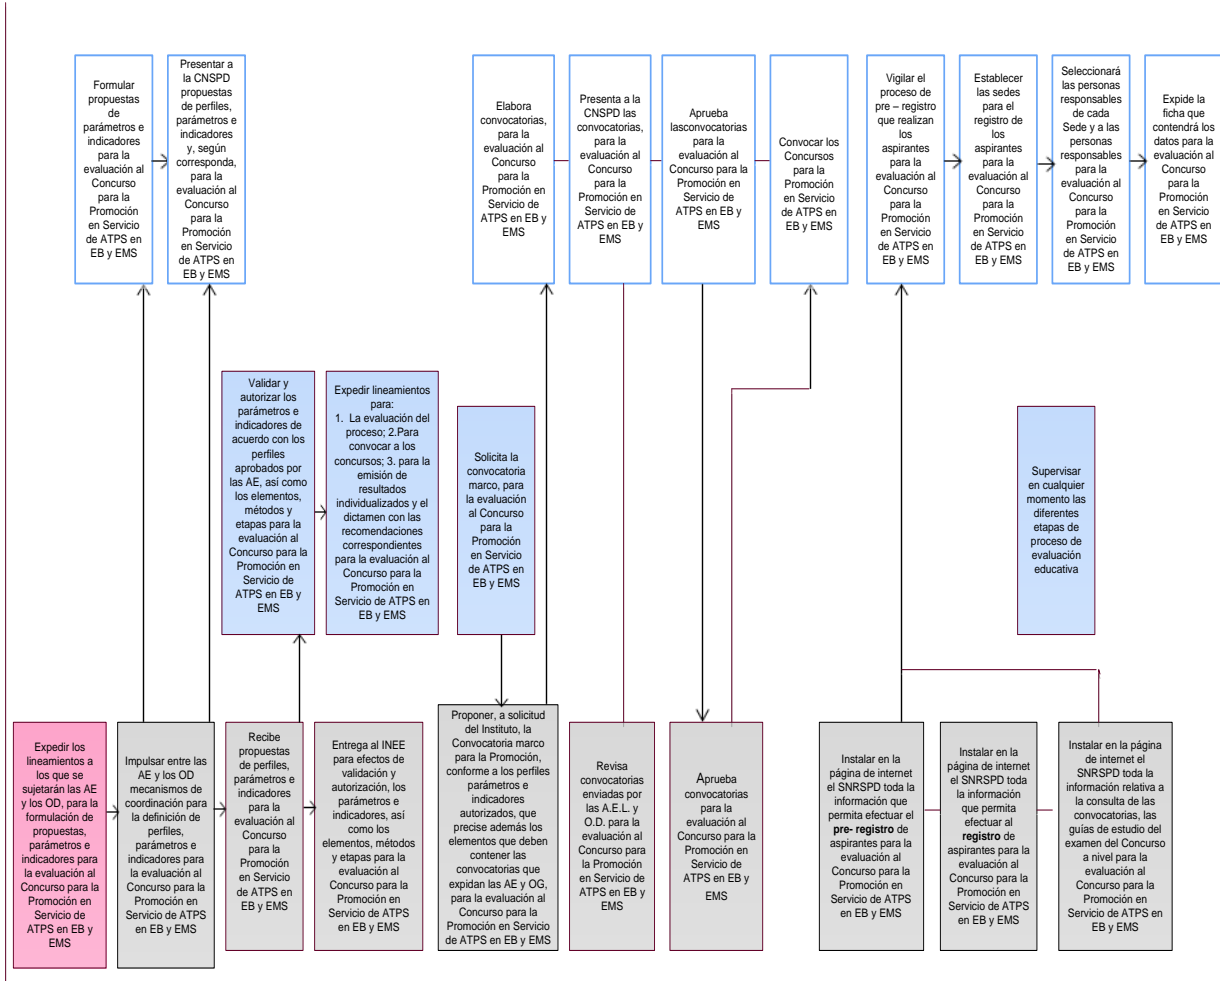 Formular
propuestas
de
parámetros e
indicadores
para la
evaluación al
Concurso
para la
Promoción
en Servicio
de ATPS en
EB y EMS
Presentar a
la CNSPD
propuestas
de perfiles,
parámetros e
indicadores
y, según
corresponda,
para la
evaluación al
Concurso
para la
Promoción
en Servicio
de ATPS en
EB y EMS
Elabora
convocatorias,
para la
evaluación al
Concurso
para la
Promoción en
Servicio de
ATPS en EB y
EMS
Presenta a la
CNSPD las
convocatorias,
para la
evaluación al
Concurso
para la
Promoción en
Servicio de
ATPS en EB y
EMS
Aprueba
lasconvocatorias
para la
evaluación al
Concurso para la
Promoción en
Servicio de
ATPS en EB y
EMS
Convocar los
Concursos
para la
Promoción
en Servicio
de ATPS en
EB y EMS
Vigilar el
proceso de
pre – registro
que realizan
los
aspirantes
para la
evaluación al
Concurso
para la
Promoción
en Servicio
de ATPS en
EB y EMS
Establecer
las sedes
para el
registro de
los
aspirantes
para la
evaluación al
Concurso
para la
Promoción
en Servicio
de ATPS en
EB y EMS
Seleccionará
las personas
responsables
de cada
Sede y a las
personas
responsables
para la
evaluación al
Concurso
para la
Promoción
en Servicio
de ATPS en
EB y EMS
Expide la
ficha que
contendrá los
datos para la
evaluación al
Concurso
para la
Promoción
en Servicio
de ATPS en
EB y EMS
Validar y
autorizar los
parámetros e
indicadores de
acuerdo con los
perfiles
aprobados por
las AE, así como
los elementos,
métodos y
etapas para la
evaluación al
Concurso para la
Promoción en
Servicio de
ATPS en EB y
EMS
Expedir lineamientos
para:
1. La evaluación del
proceso; 2.Para
convocar a los
concursos; 3. para la
emisión de
resultados
individualizados y el
dictamen con las
recomendaciones
correspondientes
para la evaluación al
Concurso para la
Promoción en
Servicio de ATPS en
EB y EMS
Solicita la
convocatoria
marco, para
la evaluación
al Concurso
para la
Promoción
en Servicio
de ATPS en
EB y EMS
Supervisar
en cualquier
momento las
diferentes
etapas de
proceso de
evaluación
educativa
Expedir los
lineamientos a
los que se
sujetarán las AE
y los OD, para la
formulación de
propuestas,
parámetros e
indicadores para
la evaluación al
Concurso para la
Promoción en
Servicio de
ATPS en EB y
EMS
Impulsar entre las
AE y los OD
mecanismos de
coordinación para
la definición de
perfiles,
parámetros e
indicadores para
la evaluación al
Concurso para la
Promoción en
Servicio de ATPS
en EB y EMS
Recibe
propuestas
de perfiles,
parámetros e
indicadores
para la
evaluación al
Concurso
para la
Promoción
en Servicio
de ATPS en
EB y EMS
Entrega al INEE
para efectos de
validación y
autorización, los
parámetros e
indicadores, así
como los
elementos, métodos
y etapas para la
evaluación al
Concurso para la
Promoción en
Servicio de ATPS
en EB y EMS
Proponer, a solicitud
del Instituto, la
Convocatoria marco
para la Promoción,
conforme a los perfiles
parámetros e
indicadores
autorizados, que
precise además los
elementos que deben
contener las
convocatorias que
expidan las AE y OG,
para la evaluación al
Concurso para la
Promoción en Servicio
de ATPS en EB y EMS
Revisa
convocatorias
enviadas por
las A.E.L. y
O.D. para la
evaluación al
Concurso para
la Promoción
en Servicio de
ATPS en EB y
EMS
Aprueba
convocatorias
para la
evaluación al
Concurso para la
Promoción en
Servicio de
ATPS en EB y
EMS
Instalar en la
página de internet
el SNRSPD toda la
información que
permita efectuar el
pre- registro de
aspirantes para la
evaluación al
Concurso para la
Promoción en
Servicio de ATPS
en EB y EMS
Instalar en la
página de internet
el SNRSPD toda
la información
que permita
efectuar al
registro de
aspirantes para la
evaluación al
Concurso para la
Promoción en
Servicio de ATPS
en EB y EMS
Instalar en la página
de internet
el SNRSPD toda la
información relativa a
la consulta de las
convocatorias, las
guías de estudio del
examen del Concurso
a nivel para la
evaluación al
Concurso para la
Promoción en
Servicio de ATPS en
EB y EMS